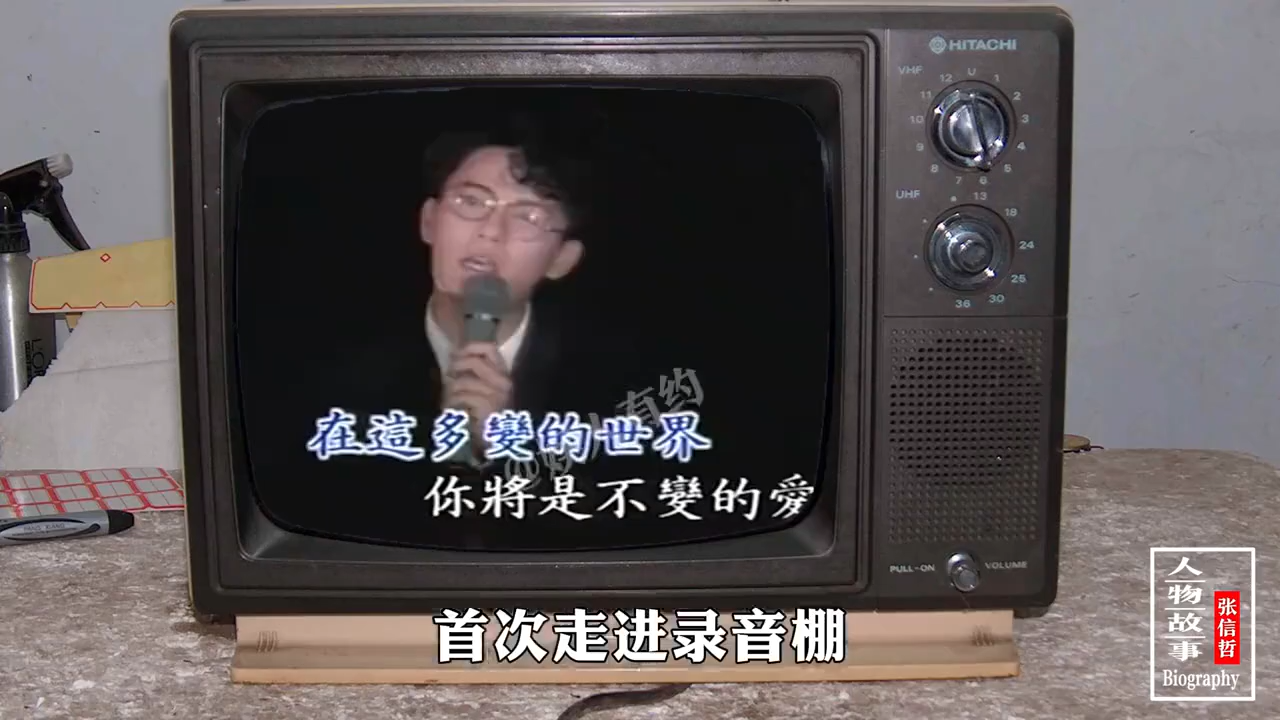 HITACHI
VHF
12 U 1
11 2
10 3
9 4
8 7 6 5
UHF
13
18
24
25
36 30
在這多變的世界
你將是不變的愛
PULL-ON VOLUME
首次走进录音棚
人物故事
张信哲
Biography